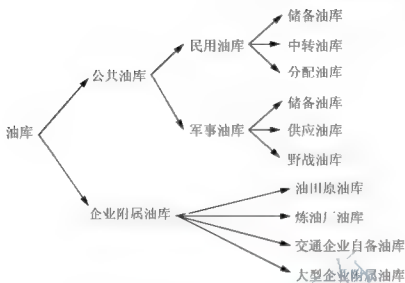 油库
公共油库
民用油库
储备油库
中转油库
分配油库
军事油库
储备油库
供应油库
野战油库
企业附属油库
油田原油库
炼油厂油库
交通企业自备油库
大型企业附属油库